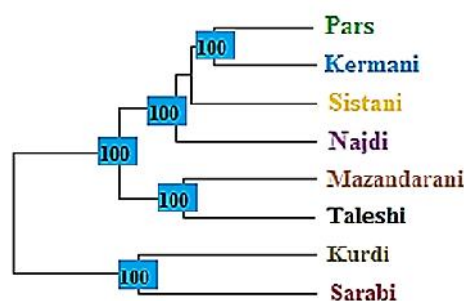 Pars
100
Kermani
Sistani
100
Najdi
100
Mazandarani
100
Taleshi
Kurdi
100
Sarabi